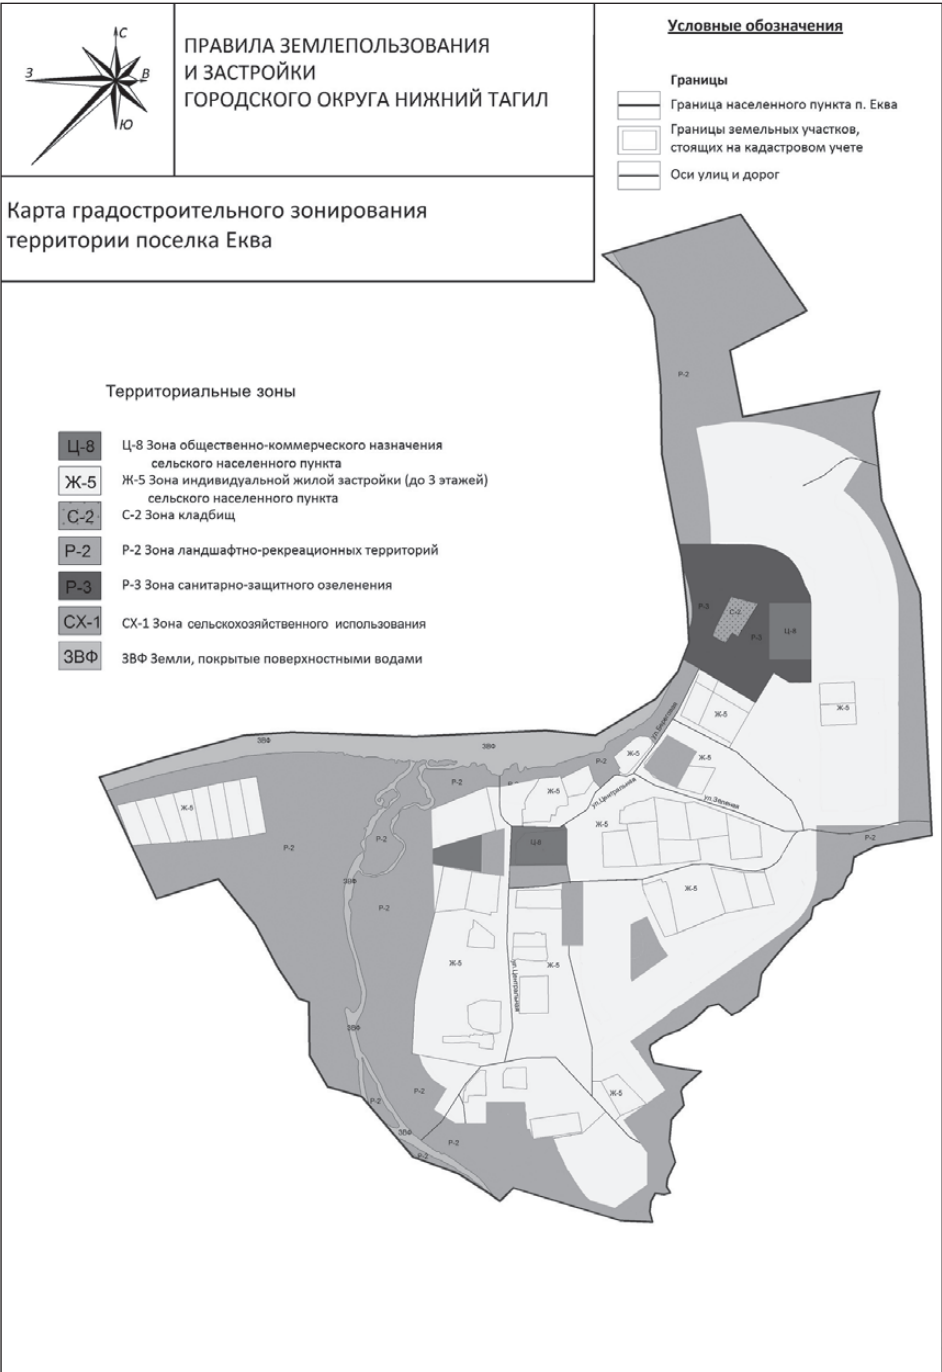 С
З
В
Ю
ПРАВИЛА ЗЕМЛЕПОЛЬЗОВАНИЯ
И ЗАСТРОЙКИ
ГОРОДСКОГО ОКРУГА НИЖНИЙ ТАГИЛ
Карта градостроительного зонирования
территории поселка Еква
Условные обозначения
Границы
Граница населенного пункта п. Еква
Границы земельных участков,
стоящих на кадастровом учете
Оси улиц и дорог
Территориальные зоны
Ц-8 Ц-8 Зона общественно-коммерческого назначения
сельского населенного пункта
Ж-5 Ж-5 Зона индивидуальной жилой застройки (до 3 этажей)
сельского населенного пункта
С-2 С-2 Зона кладбищ
Р-2 Р-2 Зона ландшафтно-рекреационных территорий
Р-3 Р-3 Зона санитарно-защитного озеленения
СХ-1 СХ-1 Зона сельскохозяйственного использования
ЗВФ ЗВФ Земли, покрытые поверхностными водами
Р-2
Р-3
С-2
Р-3
Ц-8
Ж-5
Ж-5
ул.Береговая
ЗВФ
ЗВФ
Ж-5
Р-2
Ж-5
Р-2
Ж-5
ул.Центральная
ул.Зеленая
Ж-5
Ж-5
Р-2
Р-2
Р-2
Ц-8
ЗВФ
Ж-5
Р-2
Ж-5
Ж-5
ул.Центральная
ЗВФ
Р-2
Ж-5
Р-2
ЗВФ
Р-2
Р-2